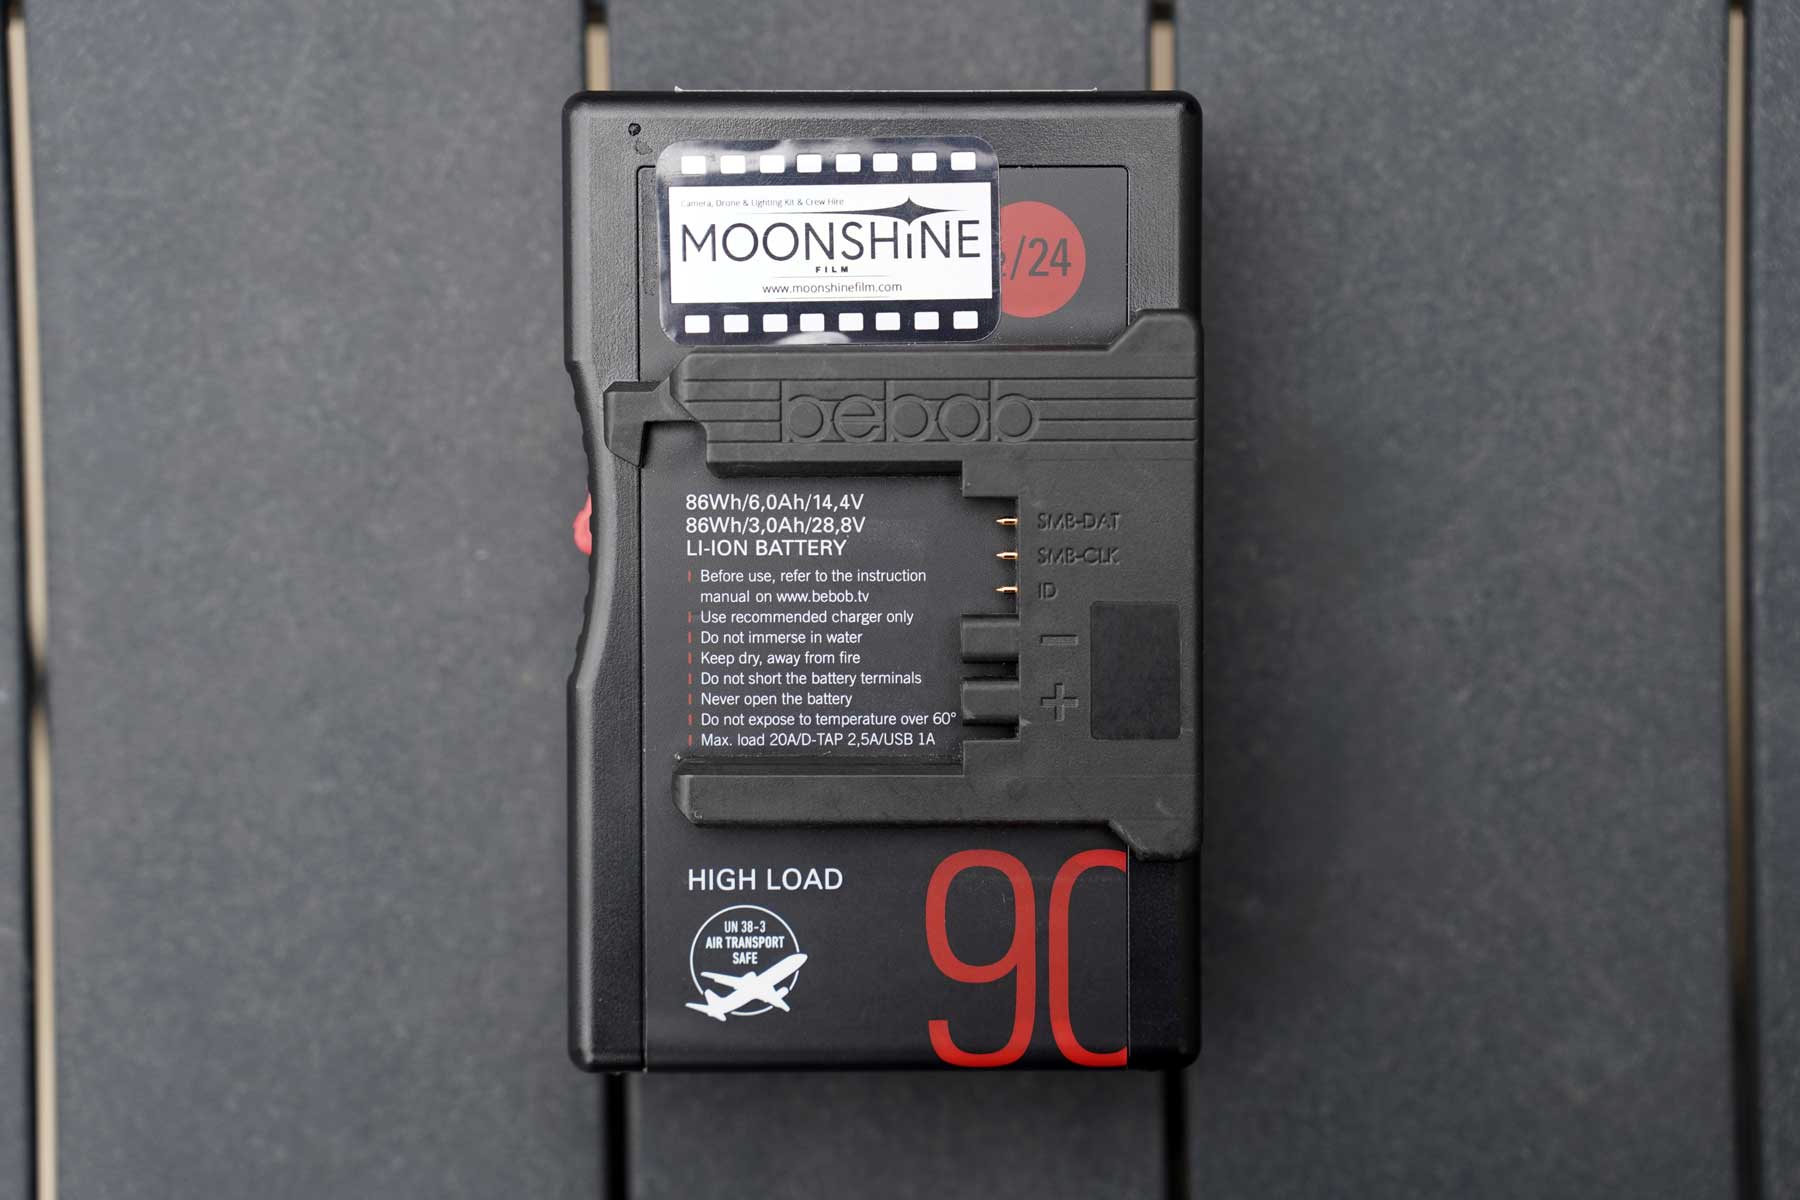 Camera, Drone & Lighting Kit & Crew Hire
MOONSHiNE
FILM
www.moonshinefilm.com
/24
bebob
86Wh/6,0Ah/14,4V
86Wh/3,0Ah/28,8V
LI-ION BATTERY
Before use, refer to the instruction
manual on www.bebob.tv
Use recommended charger only
Do not immerse in water
Keep dry, away from fire
Do not short the battery terminals
Never open the battery
Do not expose to temperature over 60°
Max. load 20A/D-TAP 2,5A/USB 1A
SMB-DAT
SMB-CLK
ID
−
+
HIGH LOAD
UN 38-3
AIR TRANSPORT
SAFE
90